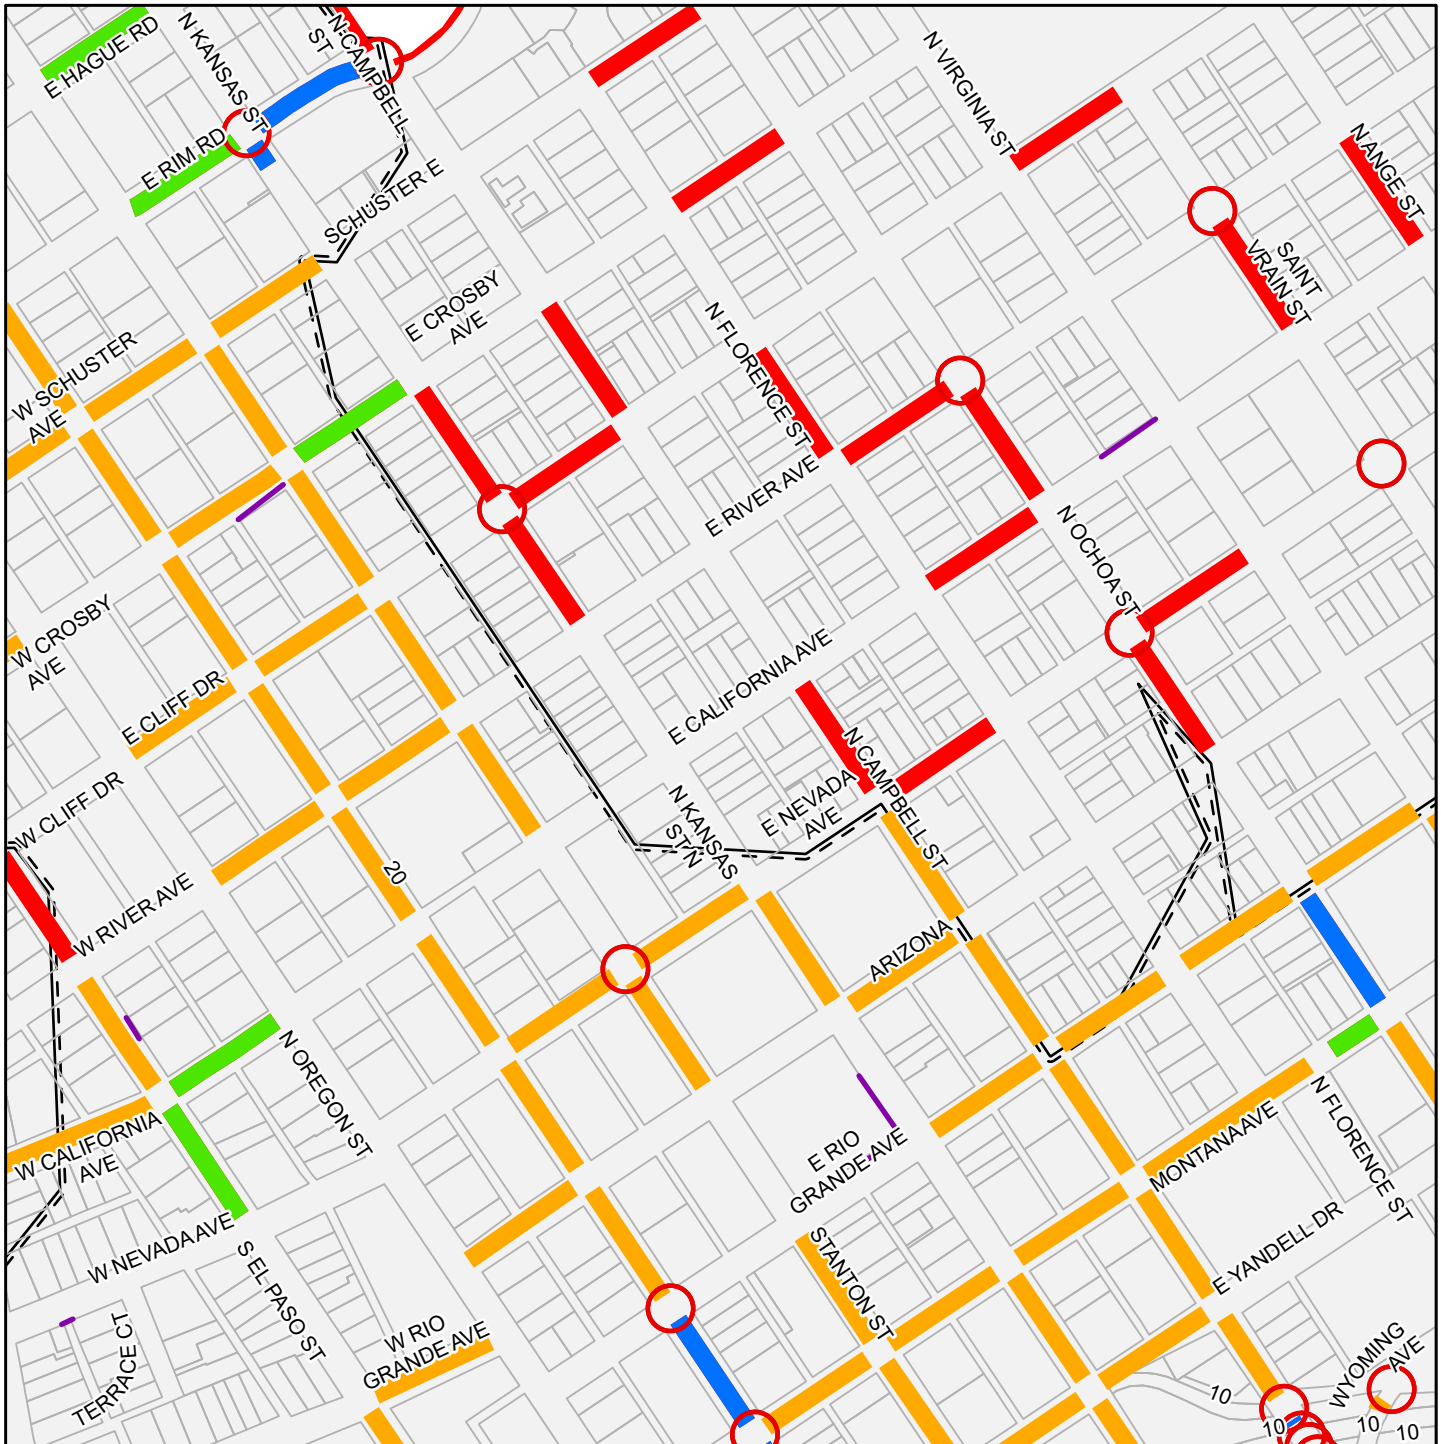 E HAGUE RD
N KANSAS ST
N CAMPBELL
ST
N VIRGINIA ST
N ANGE ST
E RIM RD
SCHUSTER E
SAINT
VRAIN ST
E CROSBY
AVE
N FLORENCE ST
W SCHUSTER
AVE
E RIVER AVE
N OCHOA ST
W CROSBY
AVE
E CLIFF DR
E CALIFORNIA AVE
W CLIFF DR
N KANSAS
ST N
E NEVADA
AVE
N CAMPBELL ST
20
W RIVER AVE
ARIZONA
N OREGON ST
W CALIFORNIA
AVE
E RIO
GRANDE AVE
MONTANA AVE
N FLORENCE ST
W NEVADA AVE
S EL PASO ST
STANTON ST
E YANDELL DR
TERRACE CT
W RIO
GRANDE AVE
WYOMING
AVE
10
10
10
10